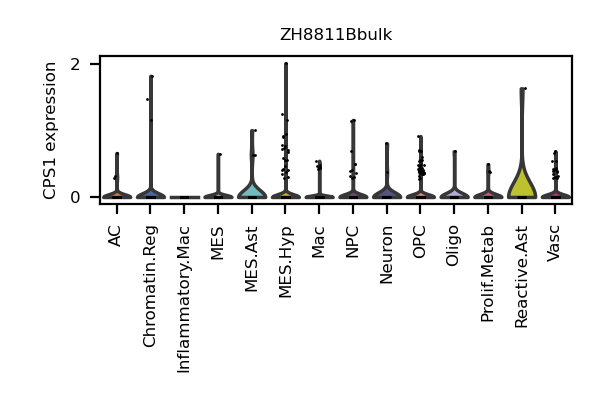 ZH8811Bbulk
CPS1 expression
2
0
AC
Chromatin.Reg
Inflammatory.Mac
MES
MES.Ast
MES.Hyp
Mac
NPC
Neuron
OPC
Oligo
Prolif.Metab
Reactive.Ast
Vasc